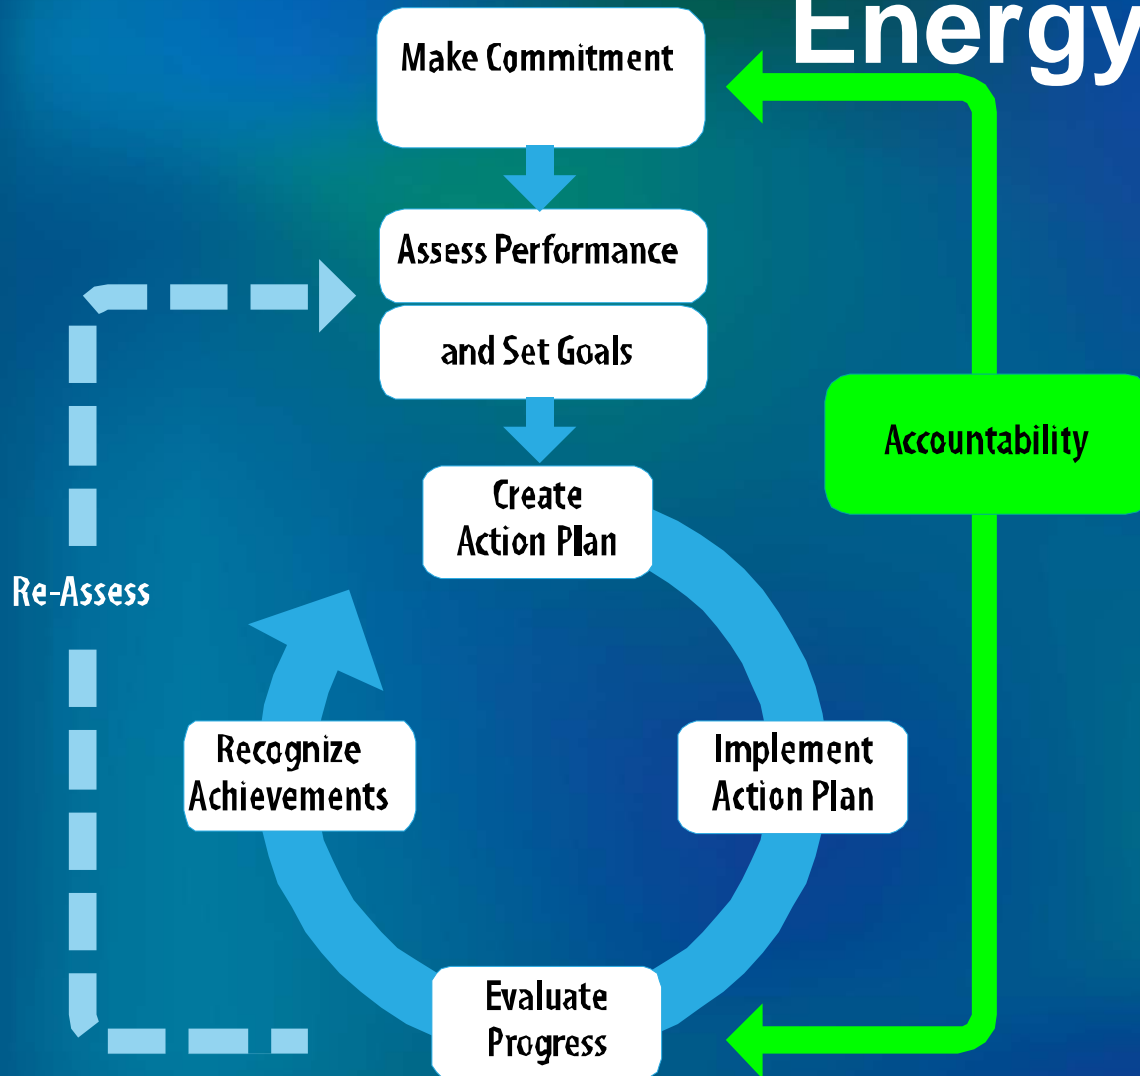 Energy
Make Commitment
Assess Performance
and Set Goals
Accountability
Create
Action Plan
Re-Assess
Recognize
Achievements
Implement
Action Plan
Evaluate
Progress